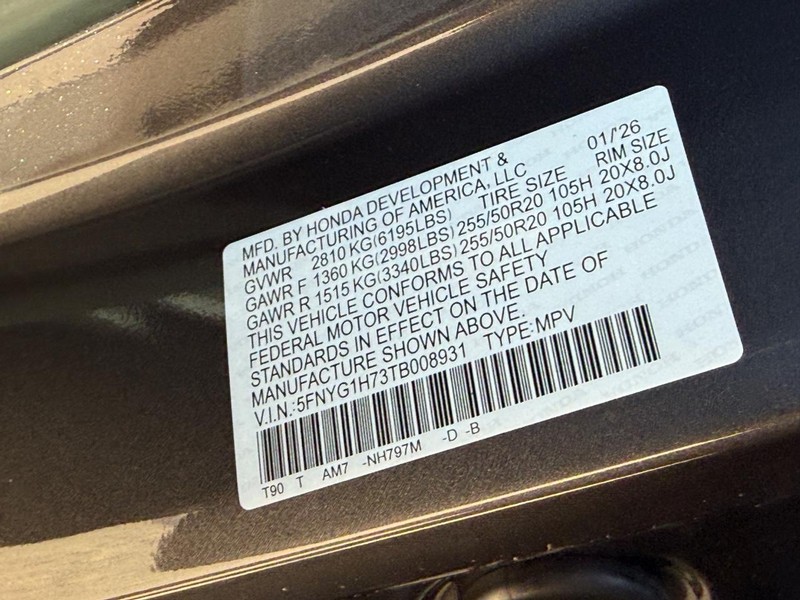 MFD. BY HONDA DEVELOPMENT & 01/'26
MANUFACTURING OF AMERICA, LLC
GVWR 2810 KG(6195LBS) TIRE SIZE RIM SIZE
GAWR F 1360 KG(2998LBS) 255/50R20 105H 20X8.0J
GAWR R 1515 KG(3340LBS) 255/50R20 105H 20X8.0J
THIS VEHICLE CONFORMS TO ALL APPLICABLE
FEDERAL MOTOR VEHICLE SAFETY
STANDARDS IN EFFECT ON THE DATE OF
MANUFACTURE SHOWN ABOVE.
V.I.N.:5FNYG1H73TB008931 TYPE:MPV
T90 T AM7 -NH797M -D -B